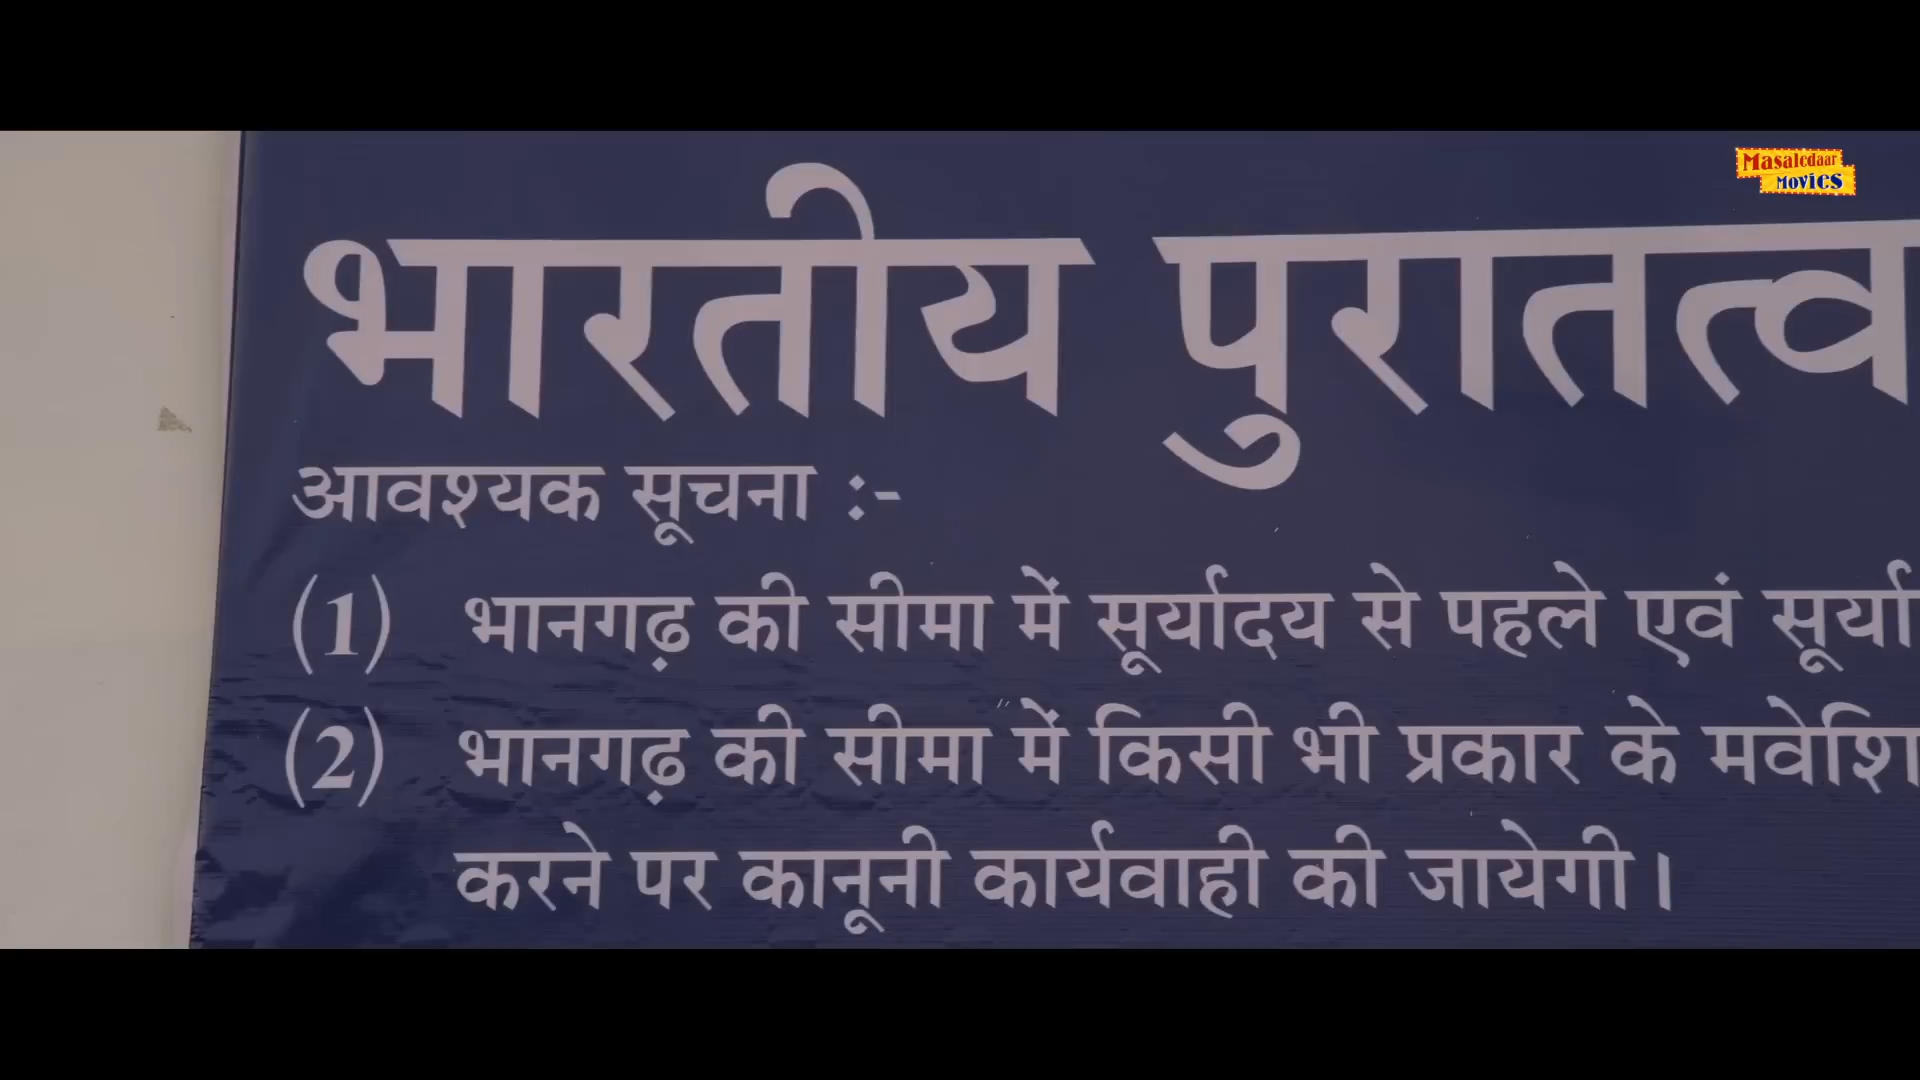 Masaledaar
Movies
भारतीय पुरातत्व
आवश्यक सूचना :-
(1) भानगढ़ की सीमा में सूर्यादय से पहले एवं सूर्या
(2) भानगढ़ की सीमा में किसी भी प्रकार के मवेशि
करने पर कानूनी कार्यवाही की जायेगी।